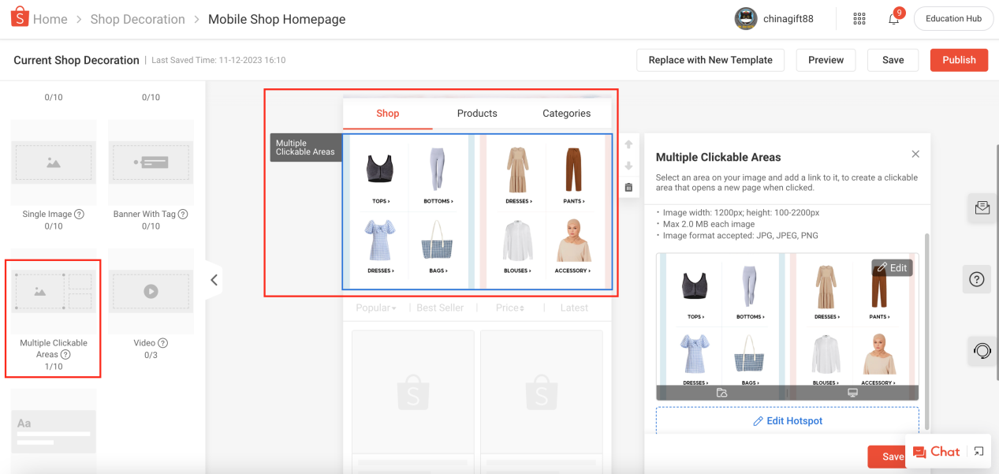 Home > Shop Decoration > Mobile Shop Homepage
chinagift88
9
Education Hub
Current Shop Decoration | Last Saved Time: 11-12-2023 16:10
Replace with New Template
Preview
Save
Publish
0/10
0/10
Single Image ?
0/10
Banner With Tag ?
0/10
Multiple Clickable
Areas ?
1/10
Video ?
0/3
Aa
Multiple
Clickable Areas
Shop
Products
Categories
TOPS ›
BOTTOMS ›
DRESSES ›
PANTS ›
DRESSES ›
BAGS ›
BLOUSES ›
ACCESSORY ›
Popular
Best Seller
Price
Latest
Multiple Clickable Areas
Select an area on your image and add a link to it, to create a clickable
area that opens a new page when clicked.
· Image width: 1200px; height: 100-2200px
· Max 2.0 MB each image
· Image format accepted: JPG, JPEG, PNG
Edit
TOPS ›
BOTTOMS ›
DRESSES ›
PANTS ›
DRESSES ›
BAGS ›
BLOUSES ›
ACCESSORY ›
Edit Hotspot
Save
Chat